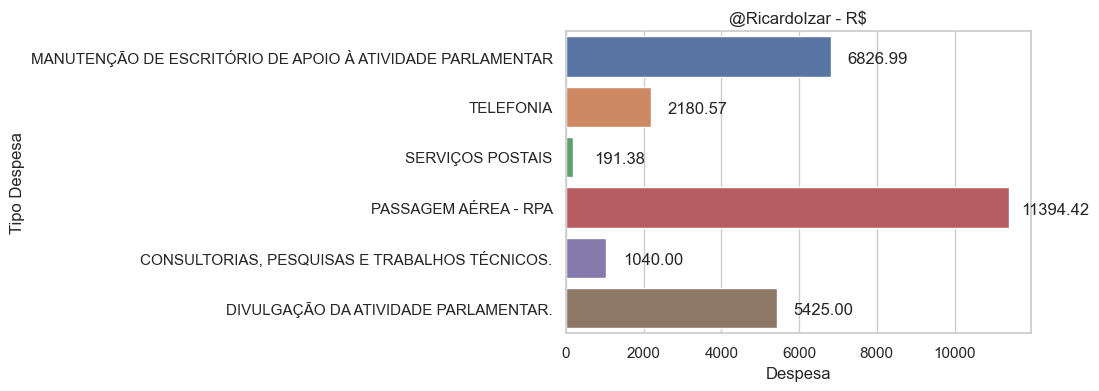 @RicardoIzar - R$
MANUTENÇÃO DE ESCRITÓRIO DE APOIO À ATIVIDADE PARLAMENTAR
6826.99
TELEFONIA
2180.57
SERVIÇOS POSTAIS
191.38
PASSAGEM AÉREA - RPA
11394.42
CONSULTORIAS, PESQUISAS E TRABALHOS TÉCNICOS.
1040.00
DIVULGAÇÃO DA ATIVIDADE PARLAMENTAR.
5425.00
Tipo Despesa
0 2000 4000 6000 8000 10000
Despesa